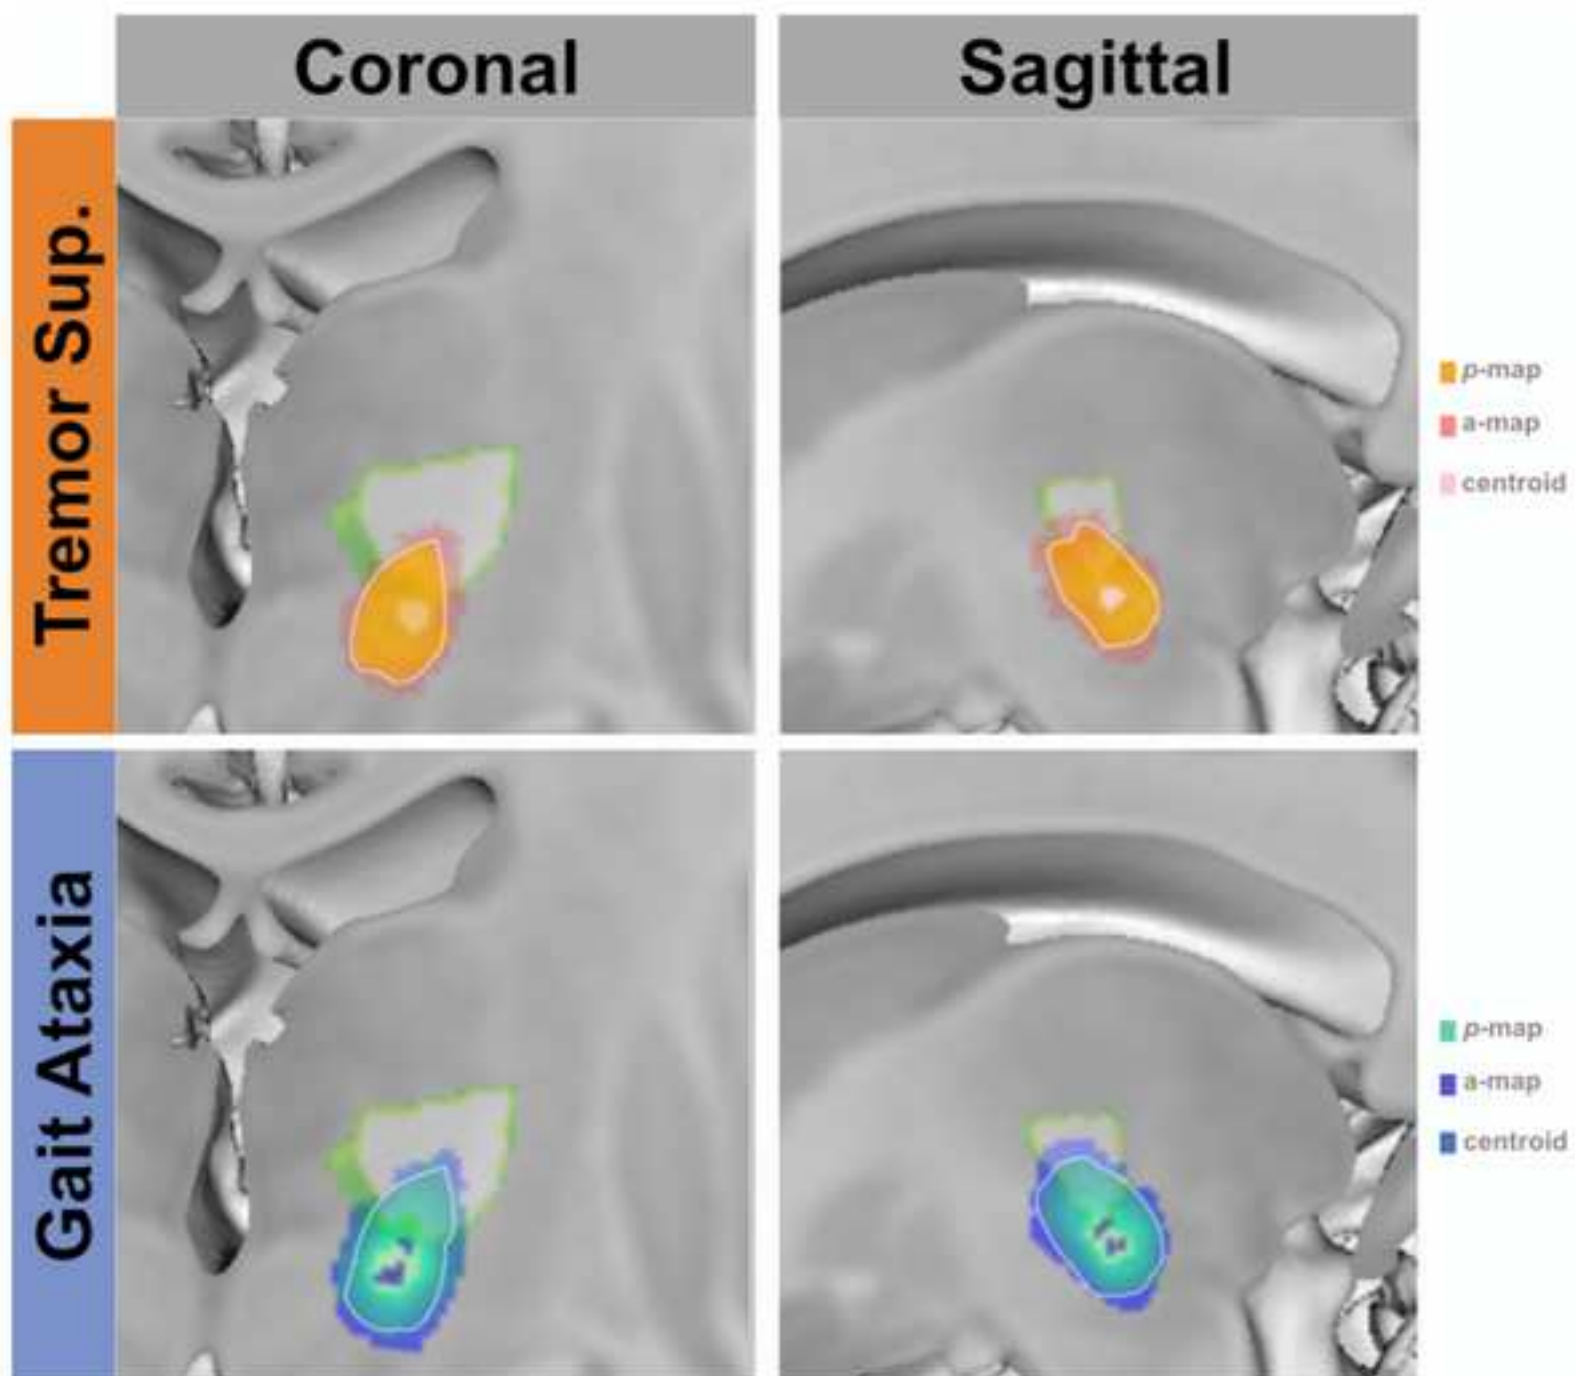 Coronal
Sagittal
Tremor Sup.
p-map
a-map
centroid
Gait Ataxia
p-map
a-map
centroid